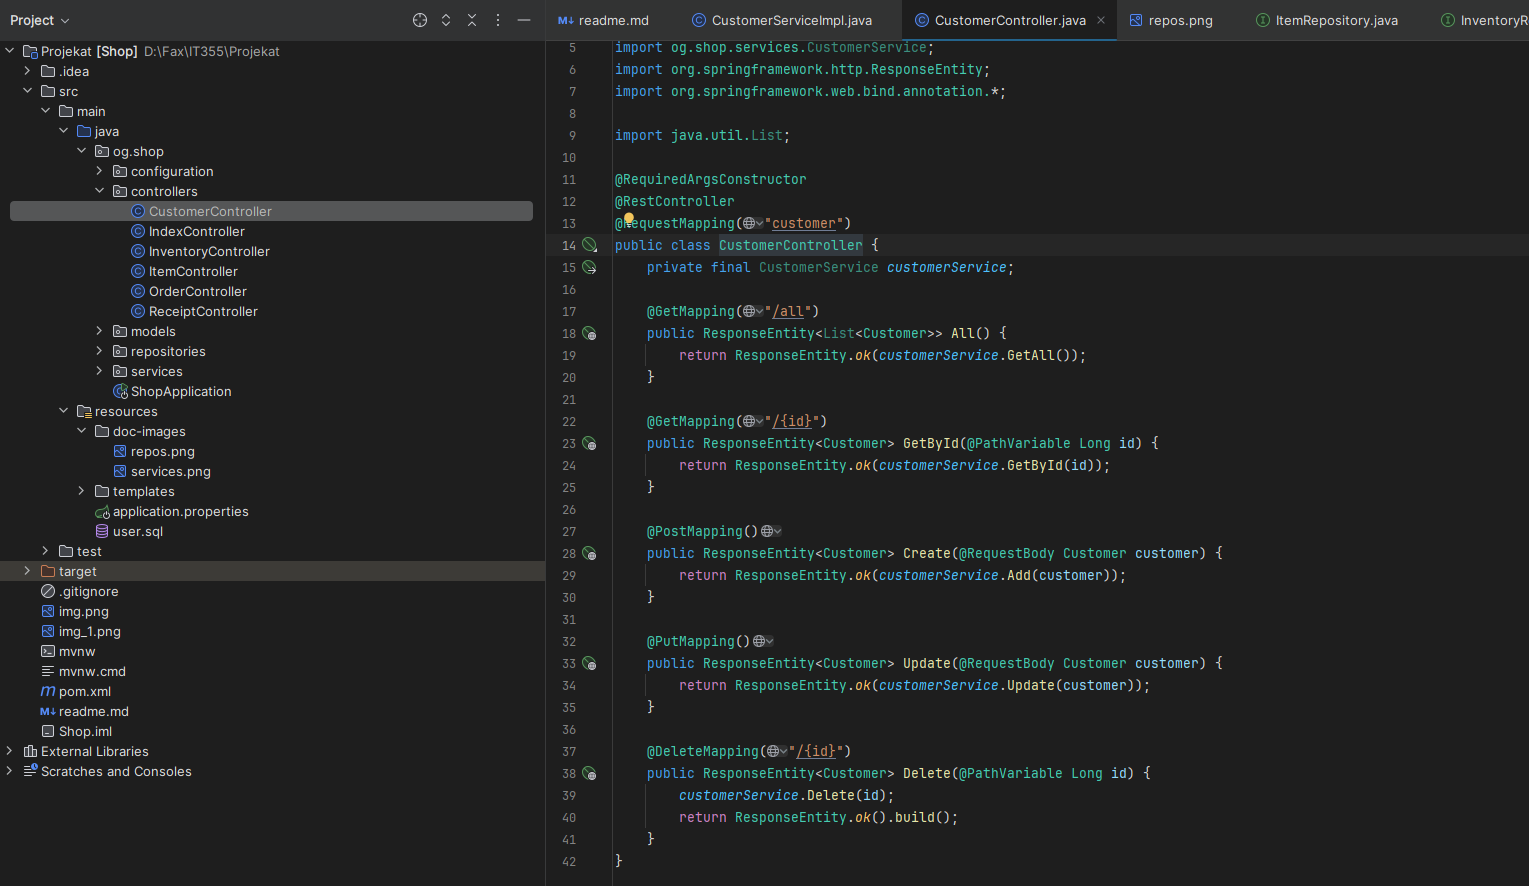 Project
Projekat [Shop] D:\Fax\IT355\Projekat
.idea
src
main
java
og.shop
configuration
controllers
CustomerController
IndexController
InventoryController
ItemController
OrderController
ReceiptController
models
repositories
services
ShopApplication
resources
doc-images
repos.png
services.png
templates
application.properties
user.sql
test
target
.gitignore
img.png
img_1.png
mvnw
mvnw.cmd
m pom.xml
M↓ readme.md
Shop.iml
External Libraries
Scratches and Consoles
M↓ readme.md
C CustomerServiceImpl.java
C CustomerController.java
repos.png
I ItemRepository.java
I InventoryR
5 import og.shop.services.CustomerService;
6 import org.springframework.http.ResponseEntity;
7 import org.springframework.web.bind.annotation.*;
8
9 import java.util.List;
10
11 @RequiredArgsConstructor
12 @RestController
13 @RequestMapping("customer")
14 public class CustomerController {
15 private final CustomerService customerService;
16
17 @GetMapping("/all")
18 public ResponseEntity<List<Customer>> All() {
19 return ResponseEntity.ok(customerService.GetAll());
20 }
21
22 @GetMapping("/{id}")
23 public ResponseEntity<Customer> GetById(@PathVariable Long id) {
24 return ResponseEntity.ok(customerService.GetById(id));
25 }
26
27 @PostMapping()
28 public ResponseEntity<Customer> Create(@RequestBody Customer customer) {
29 return ResponseEntity.ok(customerService.Add(customer));
30 }
31
32 @PutMapping()
33 public ResponseEntity<Customer> Update(@RequestBody Customer customer) {
34 return ResponseEntity.ok(customerService.Update(customer));
35 }
36
37 @DeleteMapping("/{id}")
38 public ResponseEntity<Customer> Delete(@PathVariable Long id) {
39 customerService.Delete(id);
40 return ResponseEntity.ok().build();
41 }
42 }